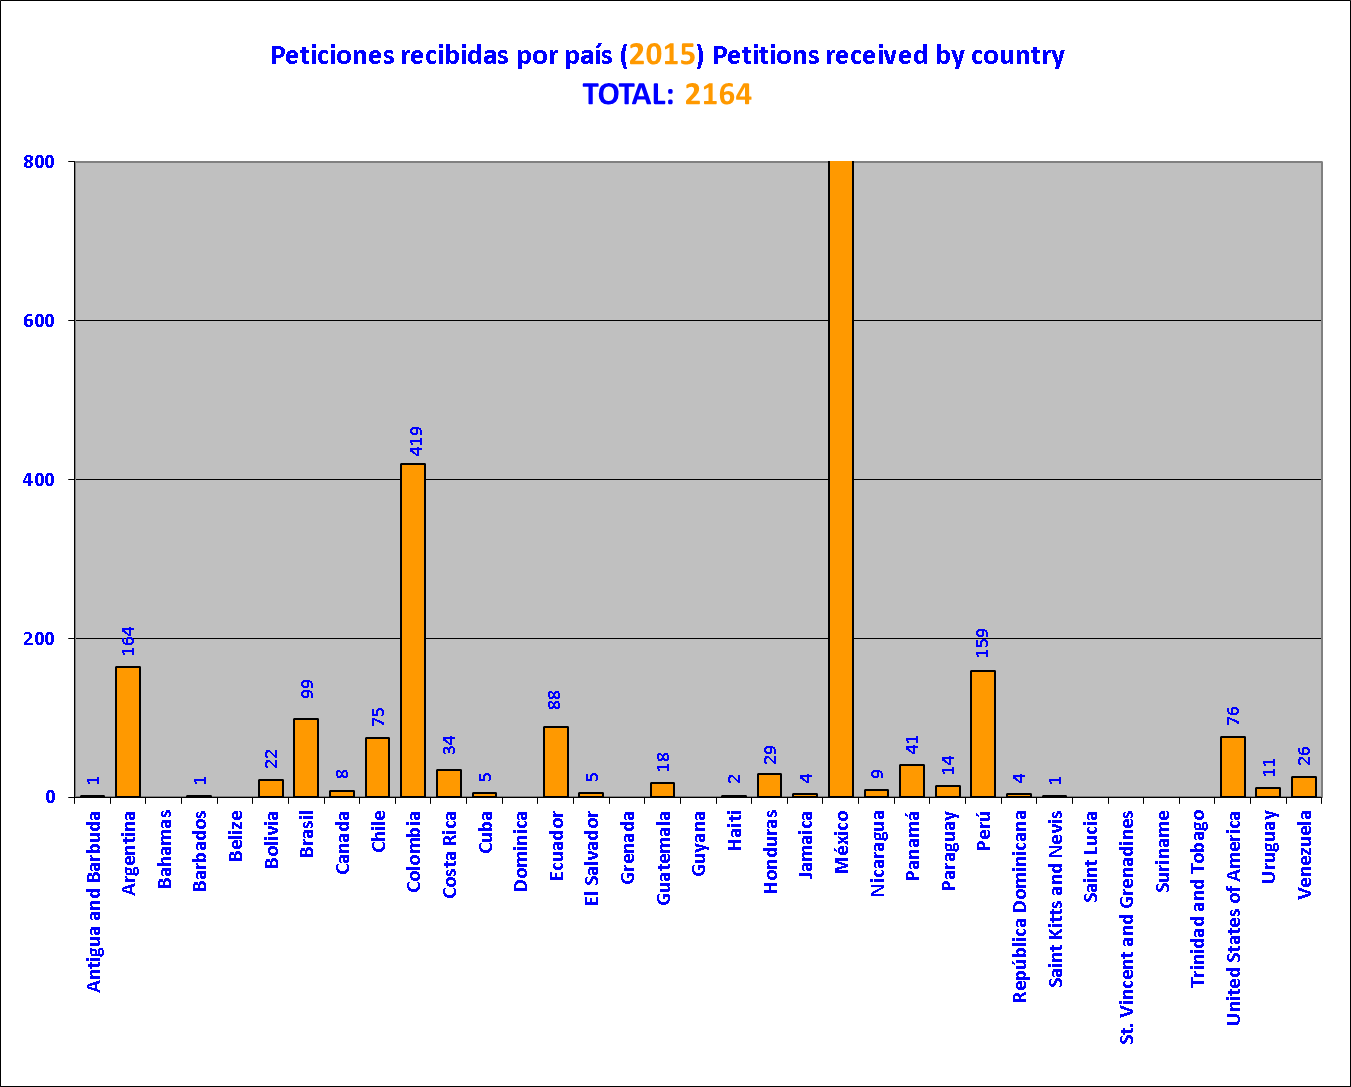 Peticiones recibidas por país (2015) Petitions received by country
TOTAL: 2164
800
600
400
200
0
1
164
1
22
99
8
75
419
34
5
88
5
18
2
29
4
9
41
14
159
4
1
76
11
26
Antigua and Barbuda
Argentina
Bahamas
Barbados
Belize
Bolivia
Brasil
Canada
Chile
Colombia
Costa Rica
Cuba
Dominica
Ecuador
El Salvador
Grenada
Guatemala
Guyana
Haiti
Honduras
Jamaica
México
Nicaragua
Panamá
Paraguay
Perú
República Dominicana
Saint Kitts and Nevis
Saint Lucia
St. Vincent and Grenadines
Suriname
Trinidad and Tobago
United States of America
Uruguay
Venezuela